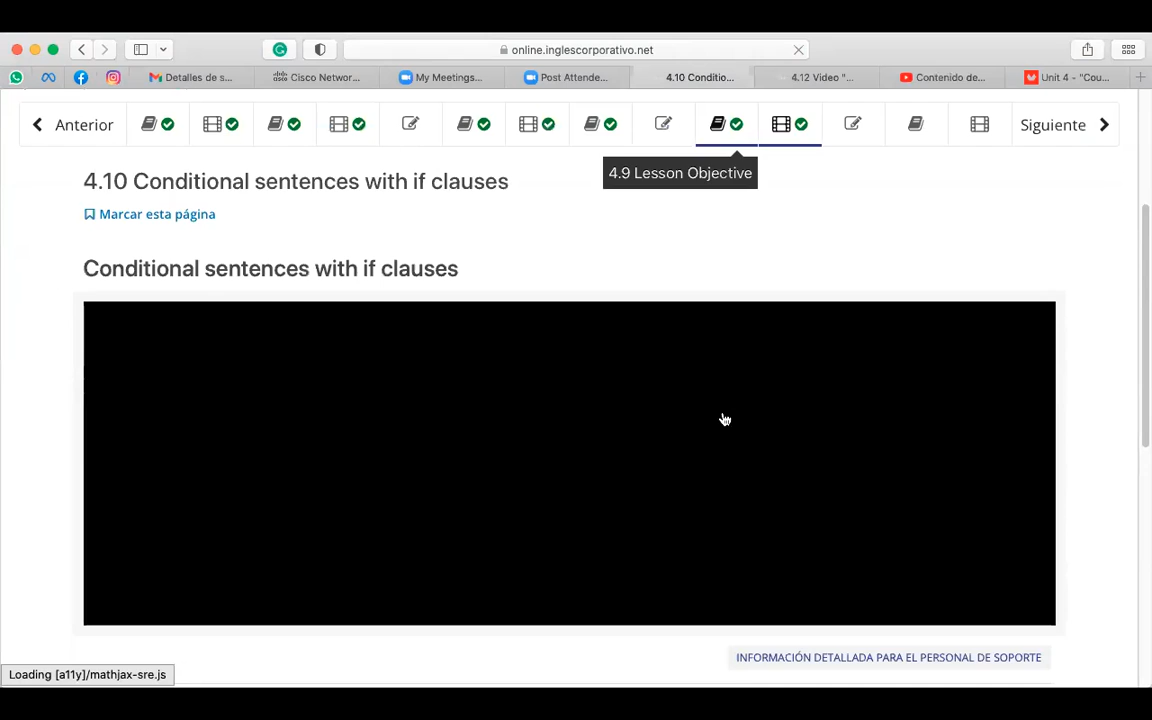 online.inglescorporativo.net
Detalles de s...
Cisco Networ...
My Meetings...
Post Attende...
4.10 Conditio...
4.12 Video "...
Contenido de...
Unit 4 - "Cou...
Anterior
Siguiente
4.9 Lesson Objective
4.10 Conditional sentences with if clauses
Marcar esta página
Conditional sentences with if clauses
INFORMACIÓN DETALLADA PARA EL PERSONAL DE SOPORTE
Loading [a11y]/mathjax-sre.js